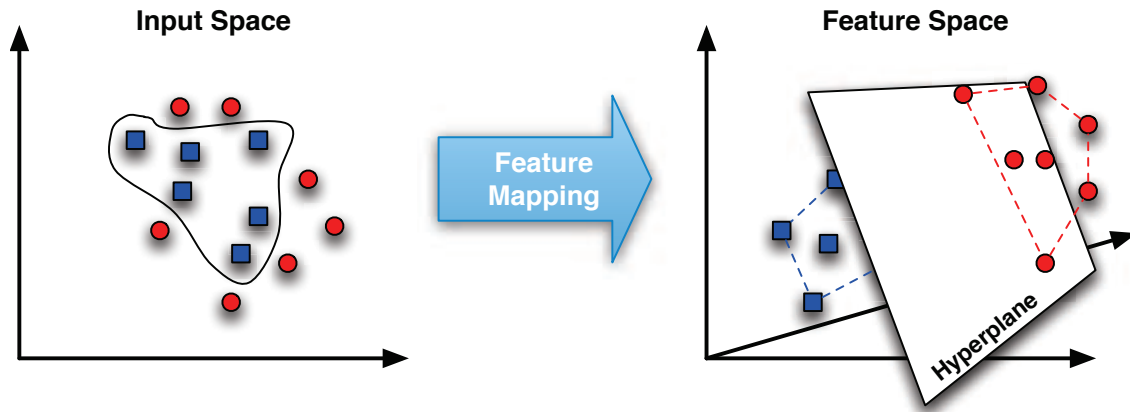 Input Space
Feature Space
Feature
Mapping
Hyperplane